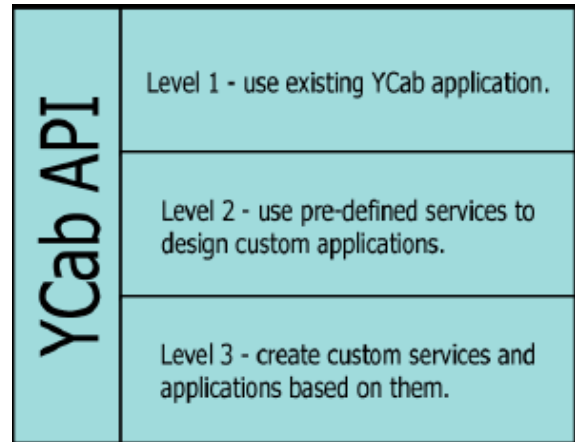 YCab API
Level 1 - use existing YCab application.
Level 2 - use pre-defined services to
design custom applications.
Level 3 - create custom services and
applications based on them.